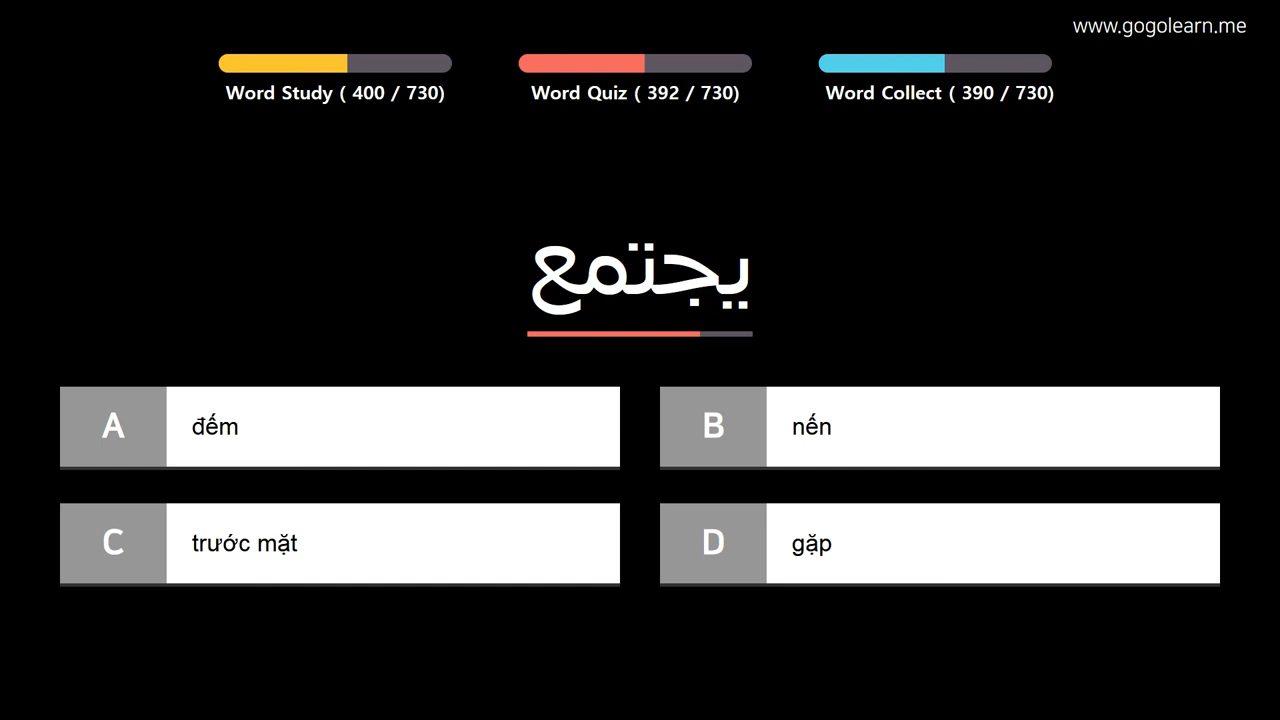 www.gogolearn.me
Word Study ( 400 / 730)
Word Quiz ( 392 / 730)
Word Collect ( 390 / 730)
يجتمع
A
đếm
B
nến
C
trước mặt
D
gặp